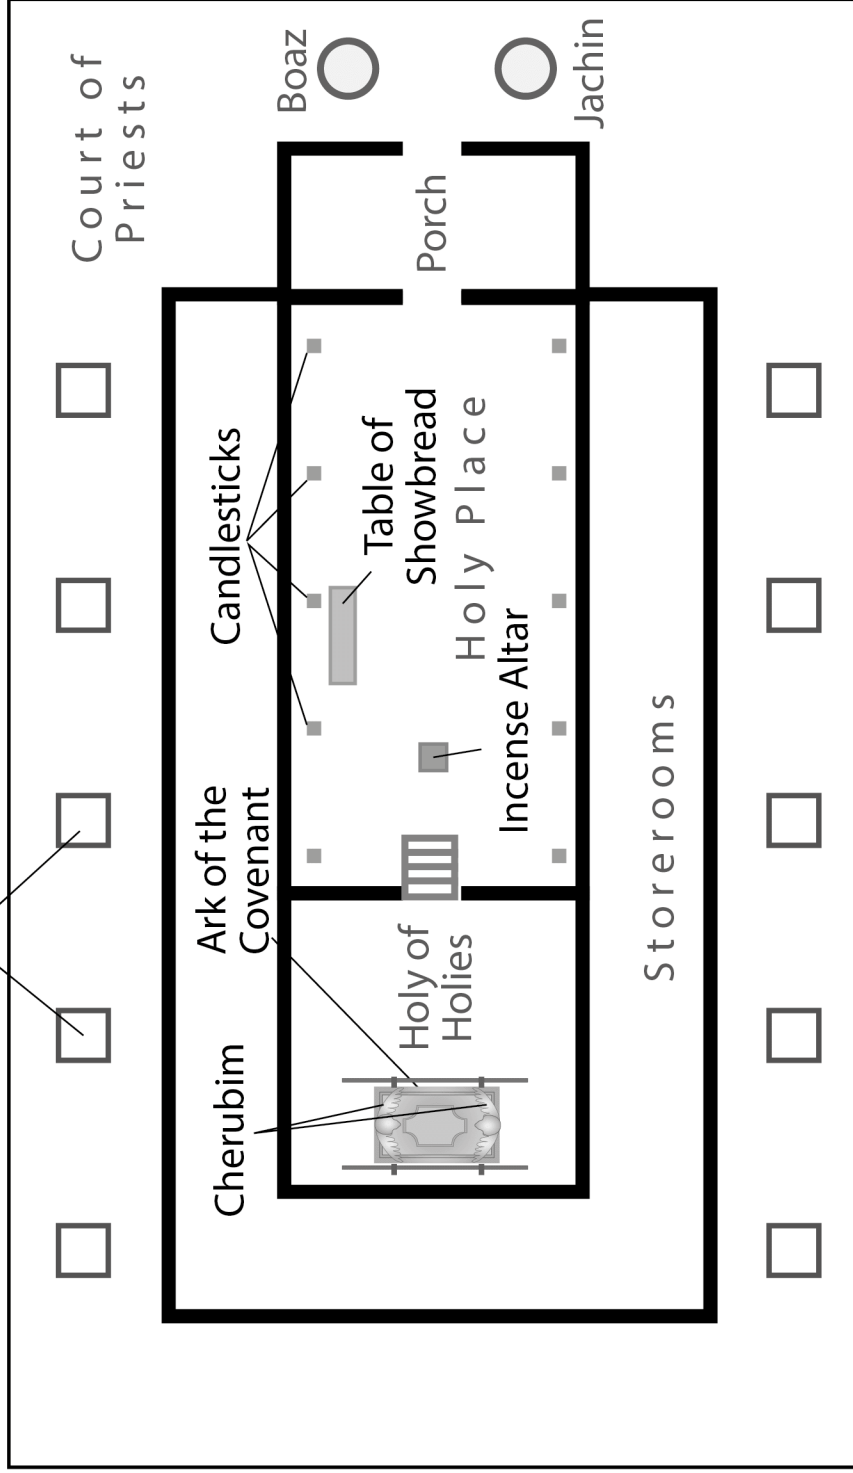 Court of
Priests
Boaz
Jachin
Porch
Candlesticks
Table of
Showbread
Holy Place
Incense Altar
Ark of the
Covenant
Storerooms
Holy of
Holies
Cherubim